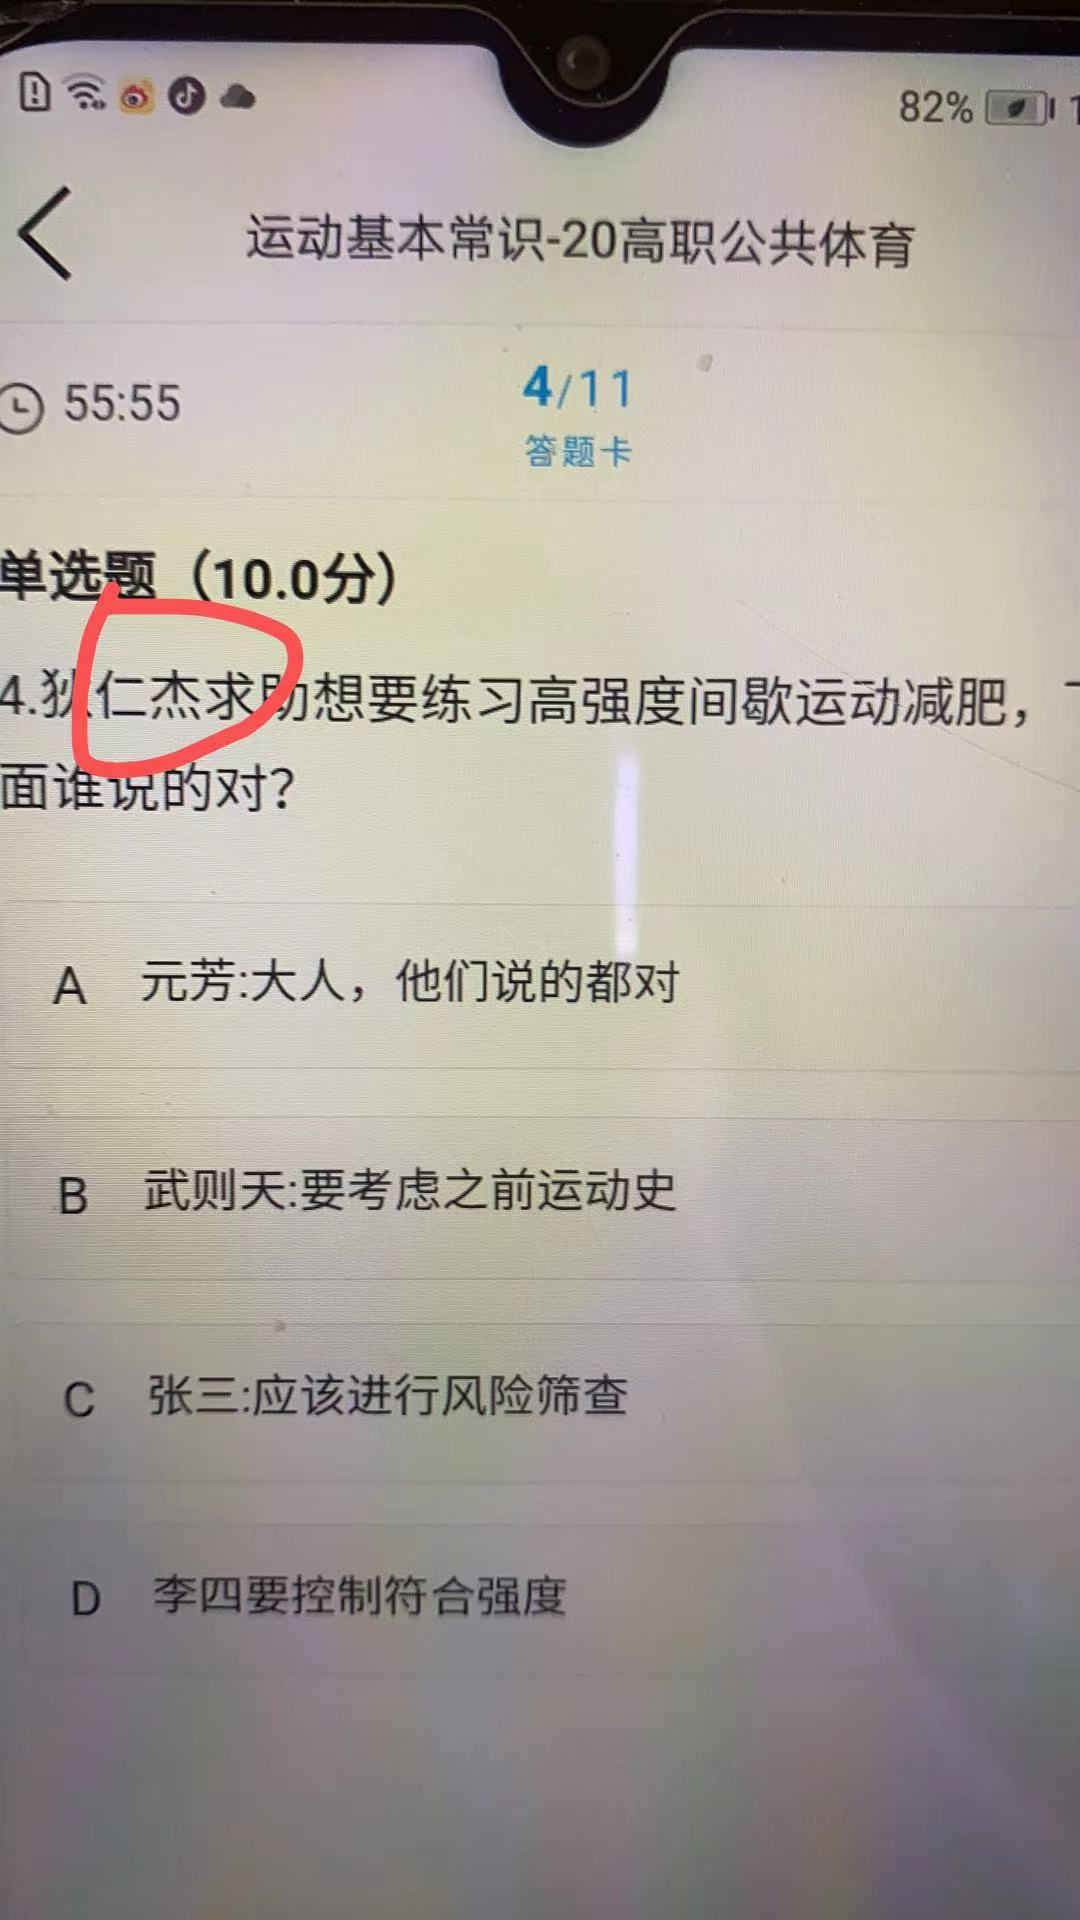 82%
运动基本常识-20高职公共体育
55:55
4/11
答题卡
单选题（10.0分）
4.狄仁杰求助想要练习高强度间歇运动减肥，
面谁说的对？
A 元芳:大人，他们说的都对
B 武则天:要考虑之前运动史
C 张三:应该进行风险筛查
D 李四要控制符合强度